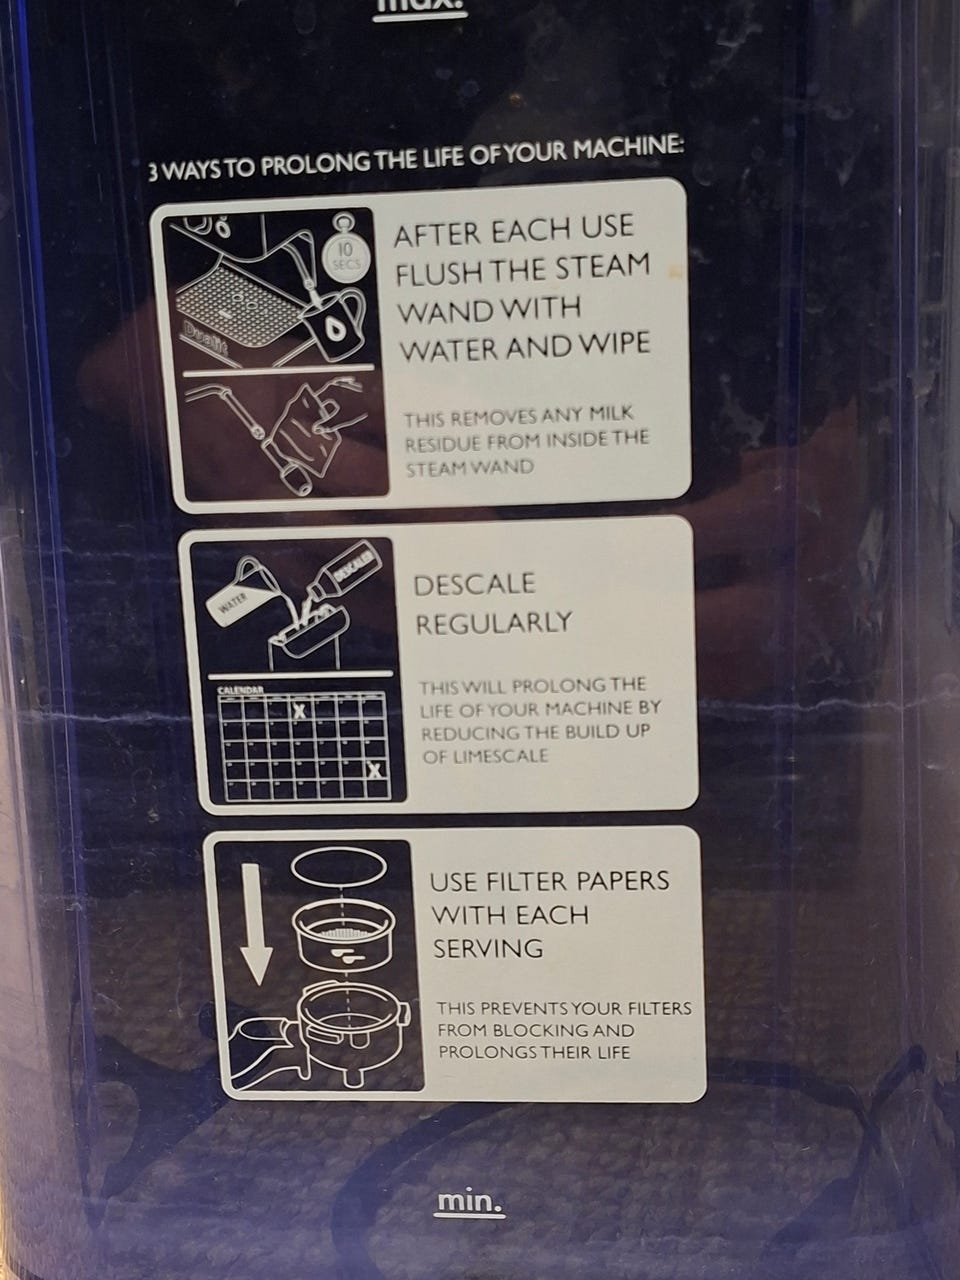 max.
3 WAYS TO PROLONG THE LIFE OF YOUR MACHINE:
10
SECS
Dualit
AFTER EACH USE
FLUSH THE STEAM
WAND WITH
WATER AND WIPE
THIS REMOVES ANY MILK
RESIDUE FROM INSIDE THE
STEAM WAND
WATER
DESCALER
CALENDAR
X
X
DESCALE
REGULARLY
THIS WILL PROLONG THE
LIFE OF YOUR MACHINE BY
REDUCING THE BUILD UP
OF LIMESCALE
USE FILTER PAPERS
WITH EACH
SERVING
THIS PREVENTS YOUR FILTERS
FROM BLOCKING AND
PROLONGS THEIR LIFE
min.